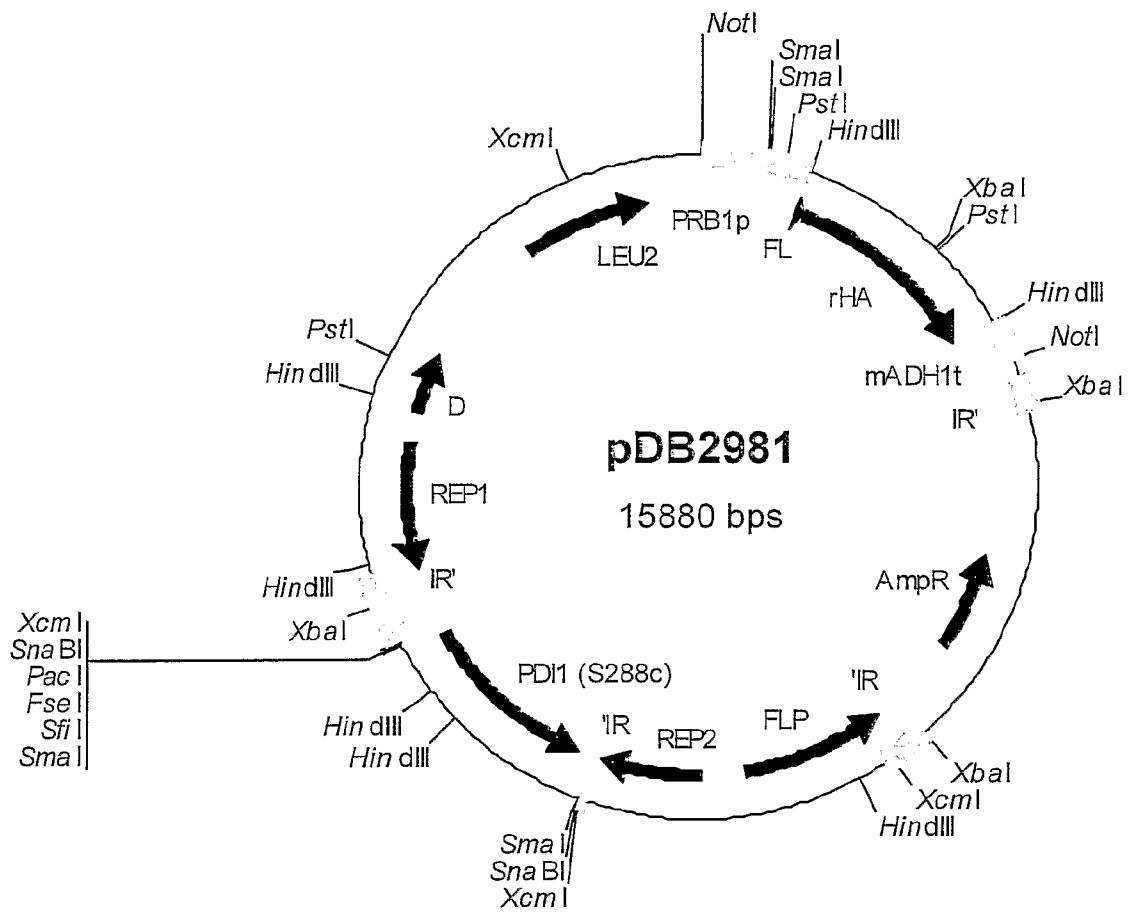 NotI
SmaI
SmaI
PstI
HindIII
XcmI
XbaI
PstI
LEU2
PRB1p
FL
rHA
HindIII
NotI
XbaI
mADH1t
IR'
PstI
HindIII
D
pDB2981
15880 bps
REP1
AmpR
HindIII
IR'
XbaI
XcmI
SnaBI
PacI
FseI
SfiI
SmaI
PDI1 (S288c)
'IR
REP2
FLP
'IR
HindIII
HindIII
XbaI
XcmI
HindIII
SmaI
SnaBI
XcmI